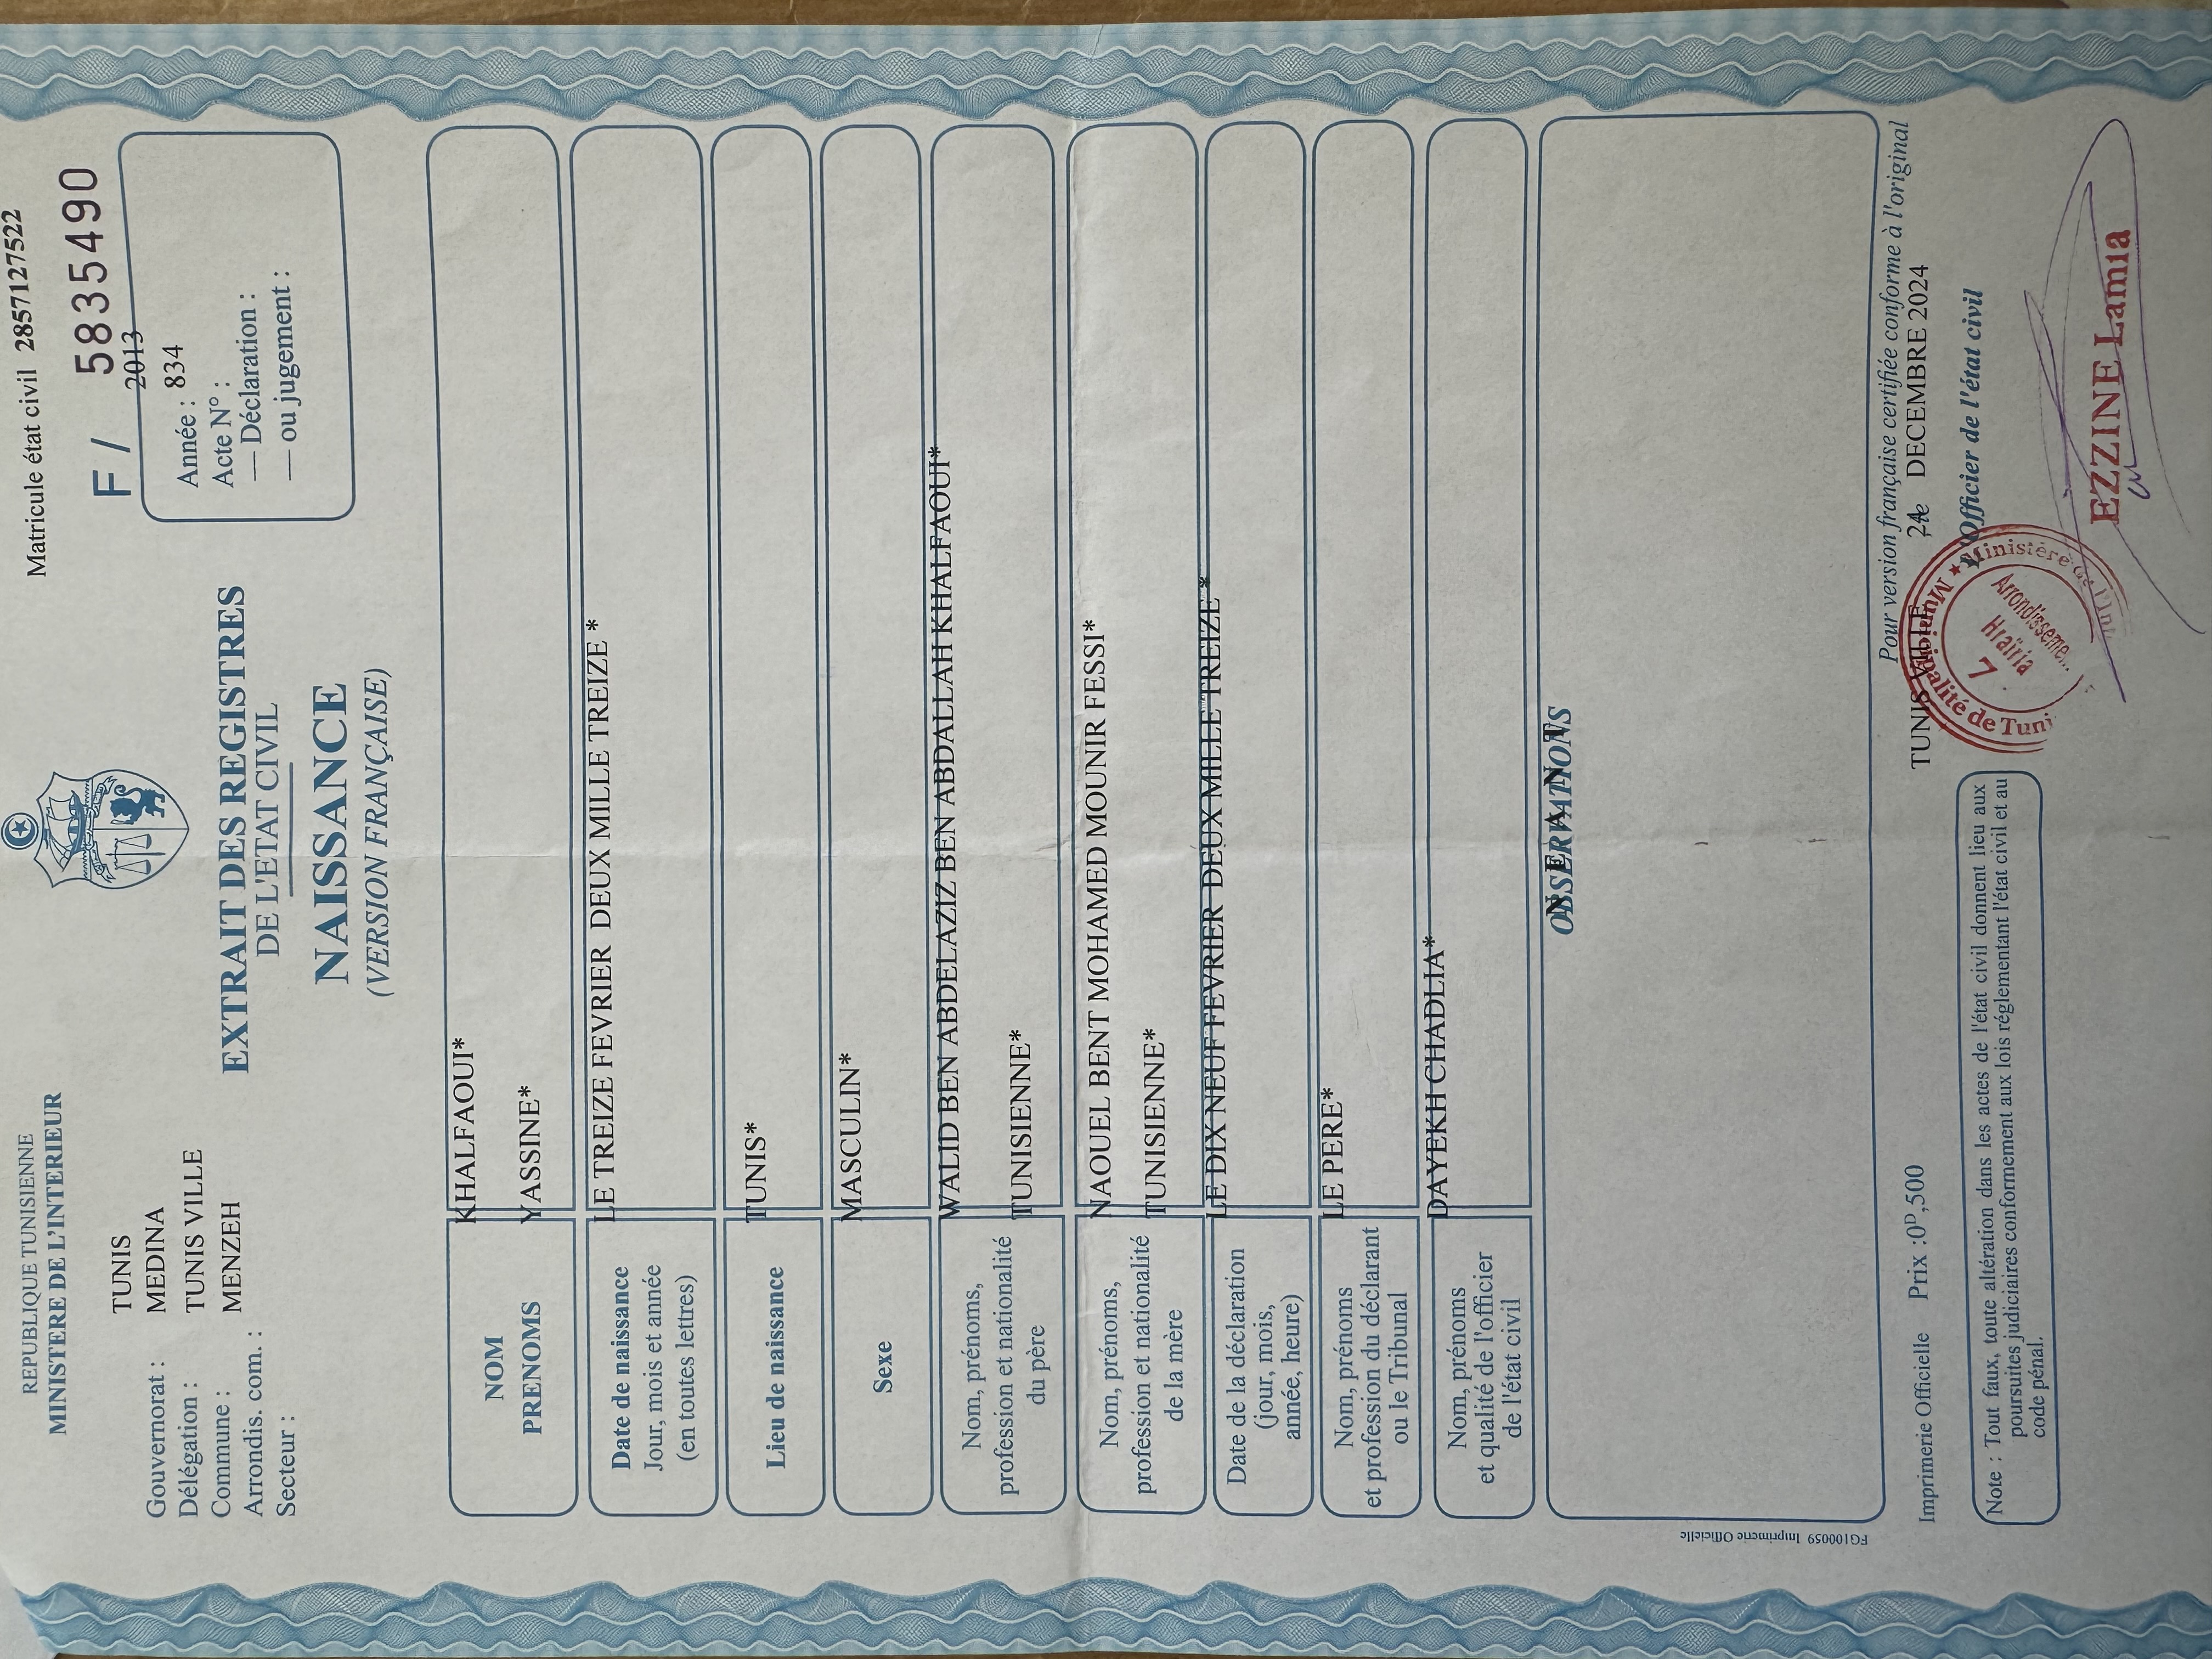 REPUBLIQUE TUNISIENNE
MINISTERE DE L'INTERIEUR
Matricule état civil 28571127522
F / 5835490
TUNIS
Gouvernorat : MEDINA
Délégation : TUNIS VILLE
Commune : MENZEH
Arrondis. com. :
Secteur :
EXTRAIT DES REGISTRES
DE L'ETAT CIVIL
NAISSANCE
(VERSION FRANÇAISE)
2013
Année : 834
Acte N° :
— Déclaration :
— ou jugement :
NOM KHALFAOUI*
PRENOMS YASSINE*
Date de naissance
Jour, mois et année
(en toutes lettres)
LE TREIZE FEVRIER DEUX MILLE TREIZE *
Lieu de naissance TUNIS*
Sexe MASCULIN*
Nom, prénoms,
profession et nationalité
du père
WALID BEN ABDELAZIZ BEN ABDALLAH KHALFAOUI*
TUNISIENNE*
Nom, prénoms,
profession et nationalité
de la mère
NAOUEL BENT MOHAMED MOUNIR FESSI*
TUNISIENNE*
Date de la déclaration
(jour, mois,
année, heure)
LE DIX NEUF FEVRIER DEUX MILLE TREIZE *
Nom, prénoms
et profession du déclarant
ou le Tribunal
LE PERE*
Nom, prénoms
et qualité de l'officier
de l'état civil
DAYEKH CHADLIA*
OBSERVATIONS
N E A N T
FG100059 Imprimerie Officielle
Pour version française certifiée conforme à l'original
TUNIS VILLE 24 DECEMBRE 2024
L'Officier de l'état civil
Municipalité de Tunis ★ Ministère de l'Int
Arrondisseme
Hraïria
7
EZZINE Lamia
Imprimerie Officielle Prix :0D,500
Note : Tout faux, toute altération dans les actes de l'état civil donnent lieu aux
poursuites judiciaires conformement aux lois réglementant l'état civil et au
code pénal.